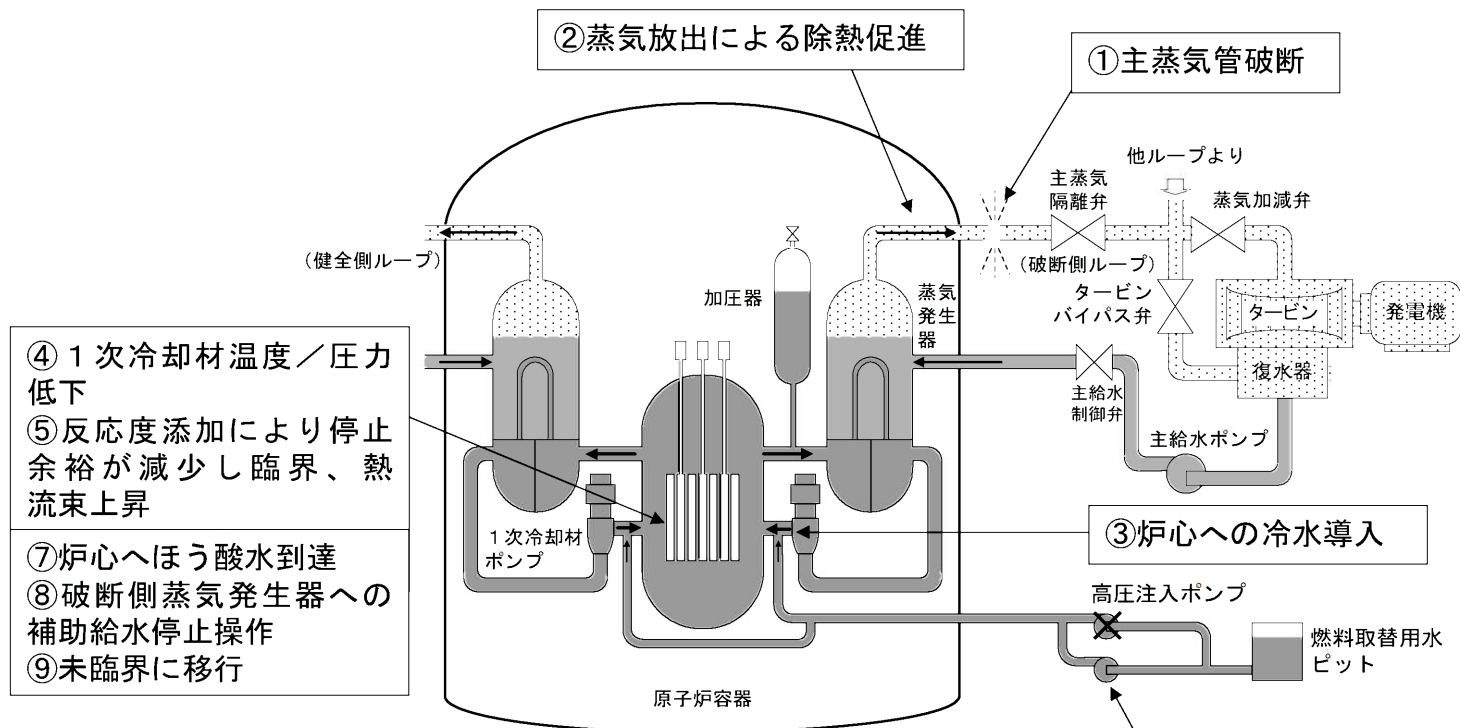 ②蒸気放出による除熱促進
①主蒸気管破断
他ループより
主蒸気
隔離弁
蒸気加減弁
(健全側ループ)
(破断側ループ)
加圧器
蒸気
発生
器
タービン
バイパス弁
タービン
発電機
復水器
④1次冷却材温度/圧力
低下
⑤反応度添加により停止
余裕が減少し臨界、熱
流束上昇
主給水
制御弁
主給水ポンプ
⑦炉心へほう酸水到達
⑧破断側蒸気発生器への
補助給水停止操作
⑨未臨界に移行
1次冷却材
ポンプ
③炉心への冷水導入
高圧注入ポンプ
燃料取替用水
ピット
原子炉容器